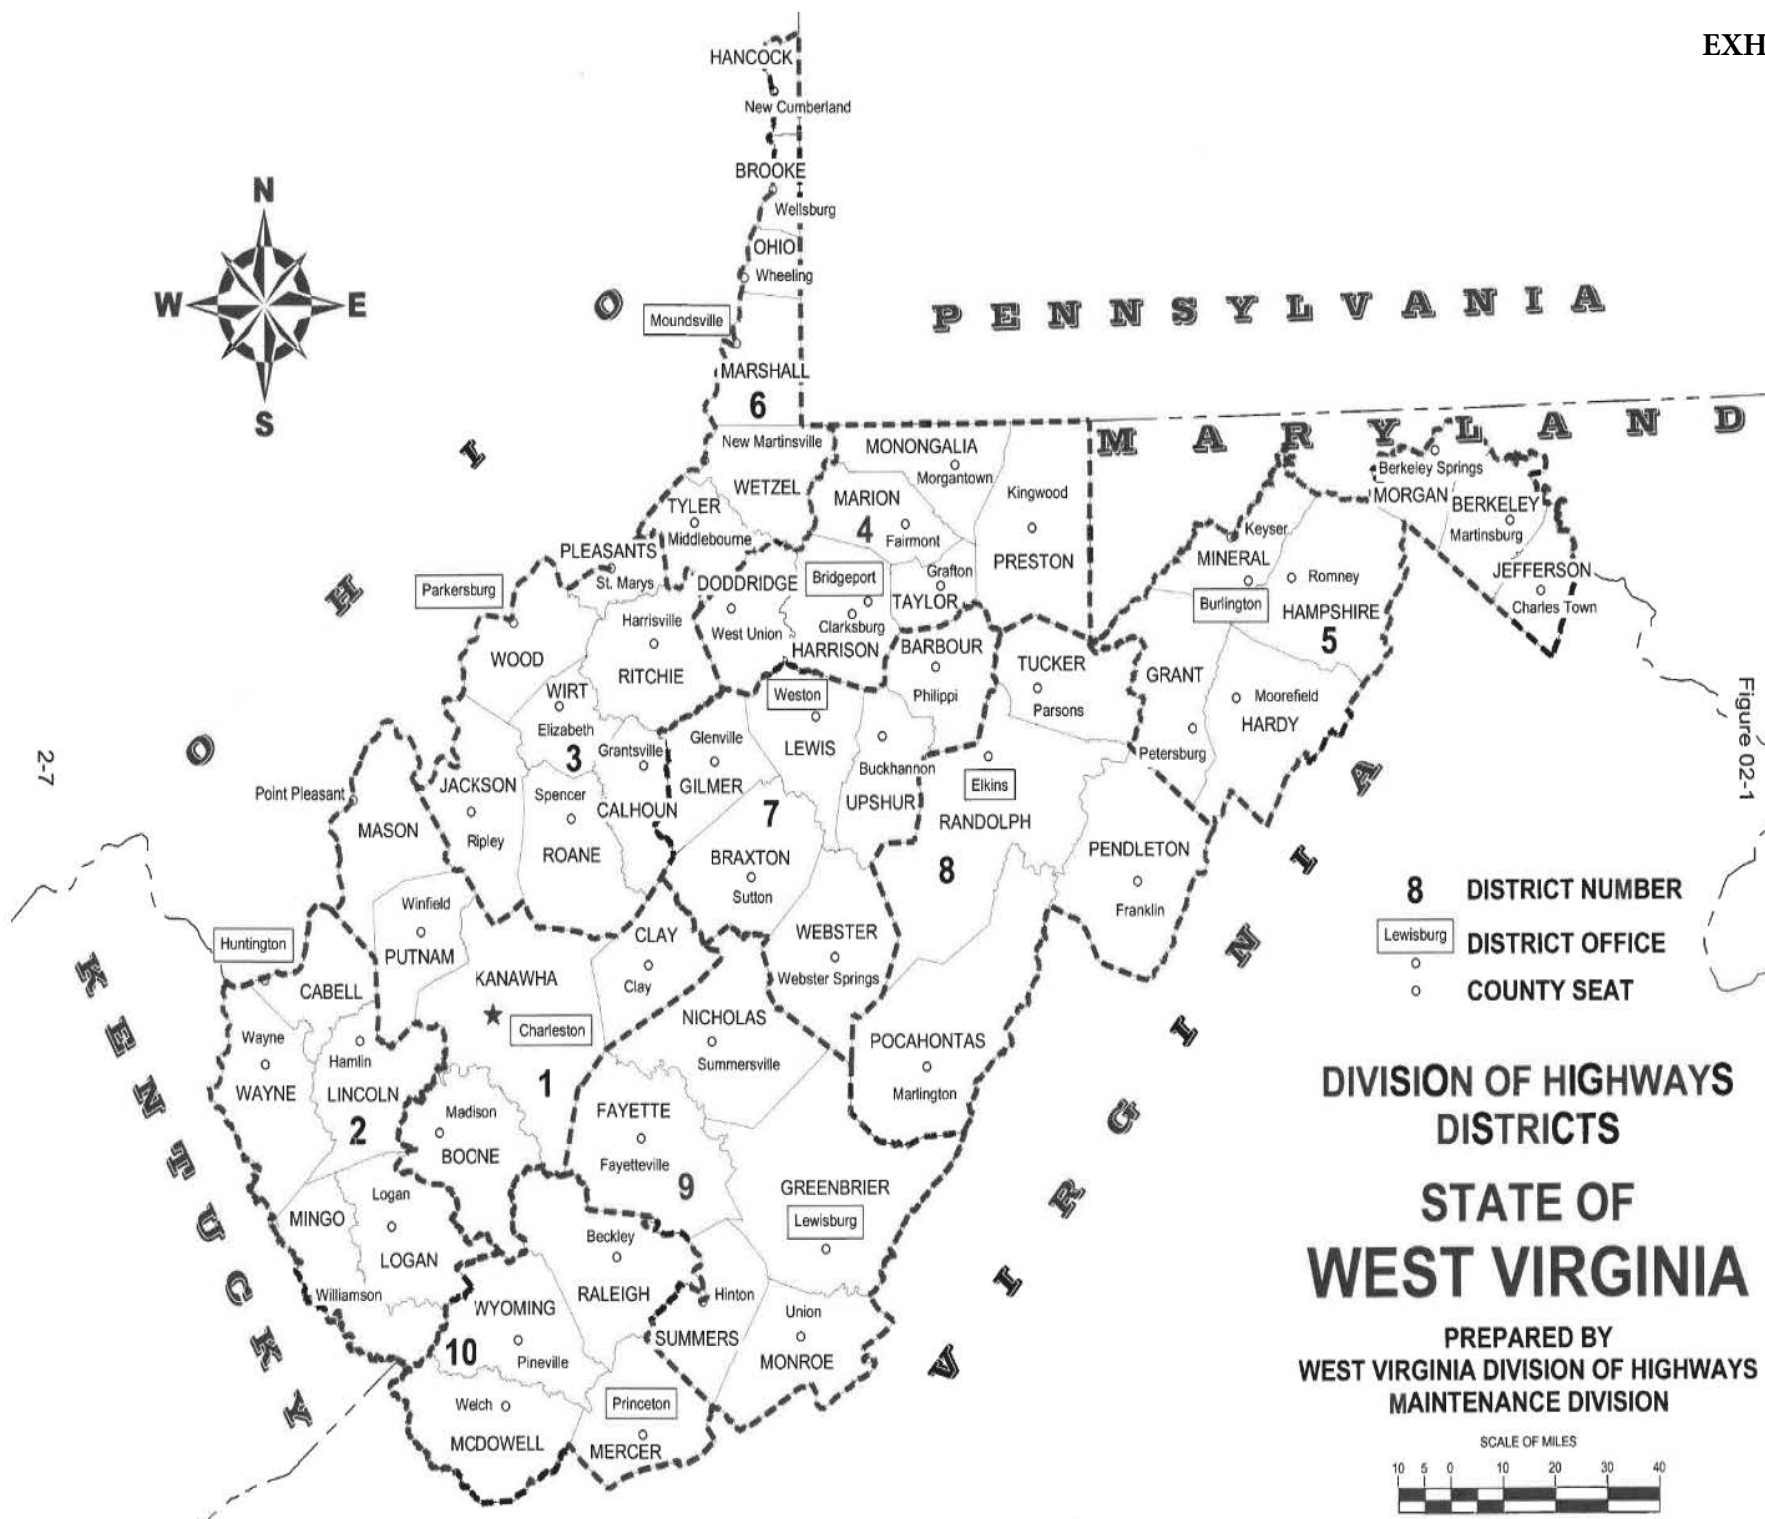 EXH
HANCOCK
New Cumberland
BROOKE
Wellsburg
OHIO
Wheeling
Moundsville
MARSHALL
6
N
W
E
S
OHIO
PENNSYLVANIA
MARYLAND
New Martinsville
WETZEL
MONONGALIA
Morgantown
MARION
4
Fairmont
Kingwood
PRESTON
TYLER
Middlebourne
PLEASANTS
St. Marys
Parkersburg
DODDRIDGE
West Union
Bridgeport
Clarksburg
HARRISON
Grafton
TAYLOR
Keyser
MINERAL
Romney
Burlington
HAMPSHIRE
5
Berkeley Springs
MORGAN
BERKELEY
Martinsburg
JEFFERSON
Charles Town
Harrisville
RITCHIE
WOOD
WIRT
Elizabeth
3
Grantsville
CALHOUN
BARBOUR
Philippi
TUCKER
Parsons
GRANT
Petersburg
Moorefield
HARDY
Weston
LEWIS
Glenville
GILMER
7
Buckhannon
UPSHUR
Elkins
RANDOLPH
8
PENDLETON
Franklin
Point Pleasant
MASON
JACKSON
Ripley
Spencer
ROANE
BRAXTON
Sutton
WEBSTER
Webster Springs
Huntington
CABELL
Winfield
PUTNAM
KANAWHA
Charleston
1
CLAY
Clay
NICHOLAS
Summersville
POCAHONTAS
Marlington
Wayne
WAYNE
Hamlin
LINCOLN
2
Madison
BOONE
FAYETTE
Fayetteville
9
GREENBRIER
Lewisburg
MINGO
Williamson
Logan
LOGAN
Beckley
RALEIGH
WYOMING
Pineville
10
Hinton
SUMMERS
Union
MONROE
Welch
MCDOWELL
Princeton
MERCER
KENTUCKY
VIRGINIA
2-7
Figure 02-1
8 DISTRICT NUMBER
Lewisburg DISTRICT OFFICE
COUNTY SEAT
DIVISION OF HIGHWAYS
DISTRICTS
STATE OF
WEST VIRGINIA
PREPARED BY
WEST VIRGINIA DIVISION OF HIGHWAYS
MAINTENANCE DIVISION
SCALE OF MILES
10 5 0 10 20 30 40